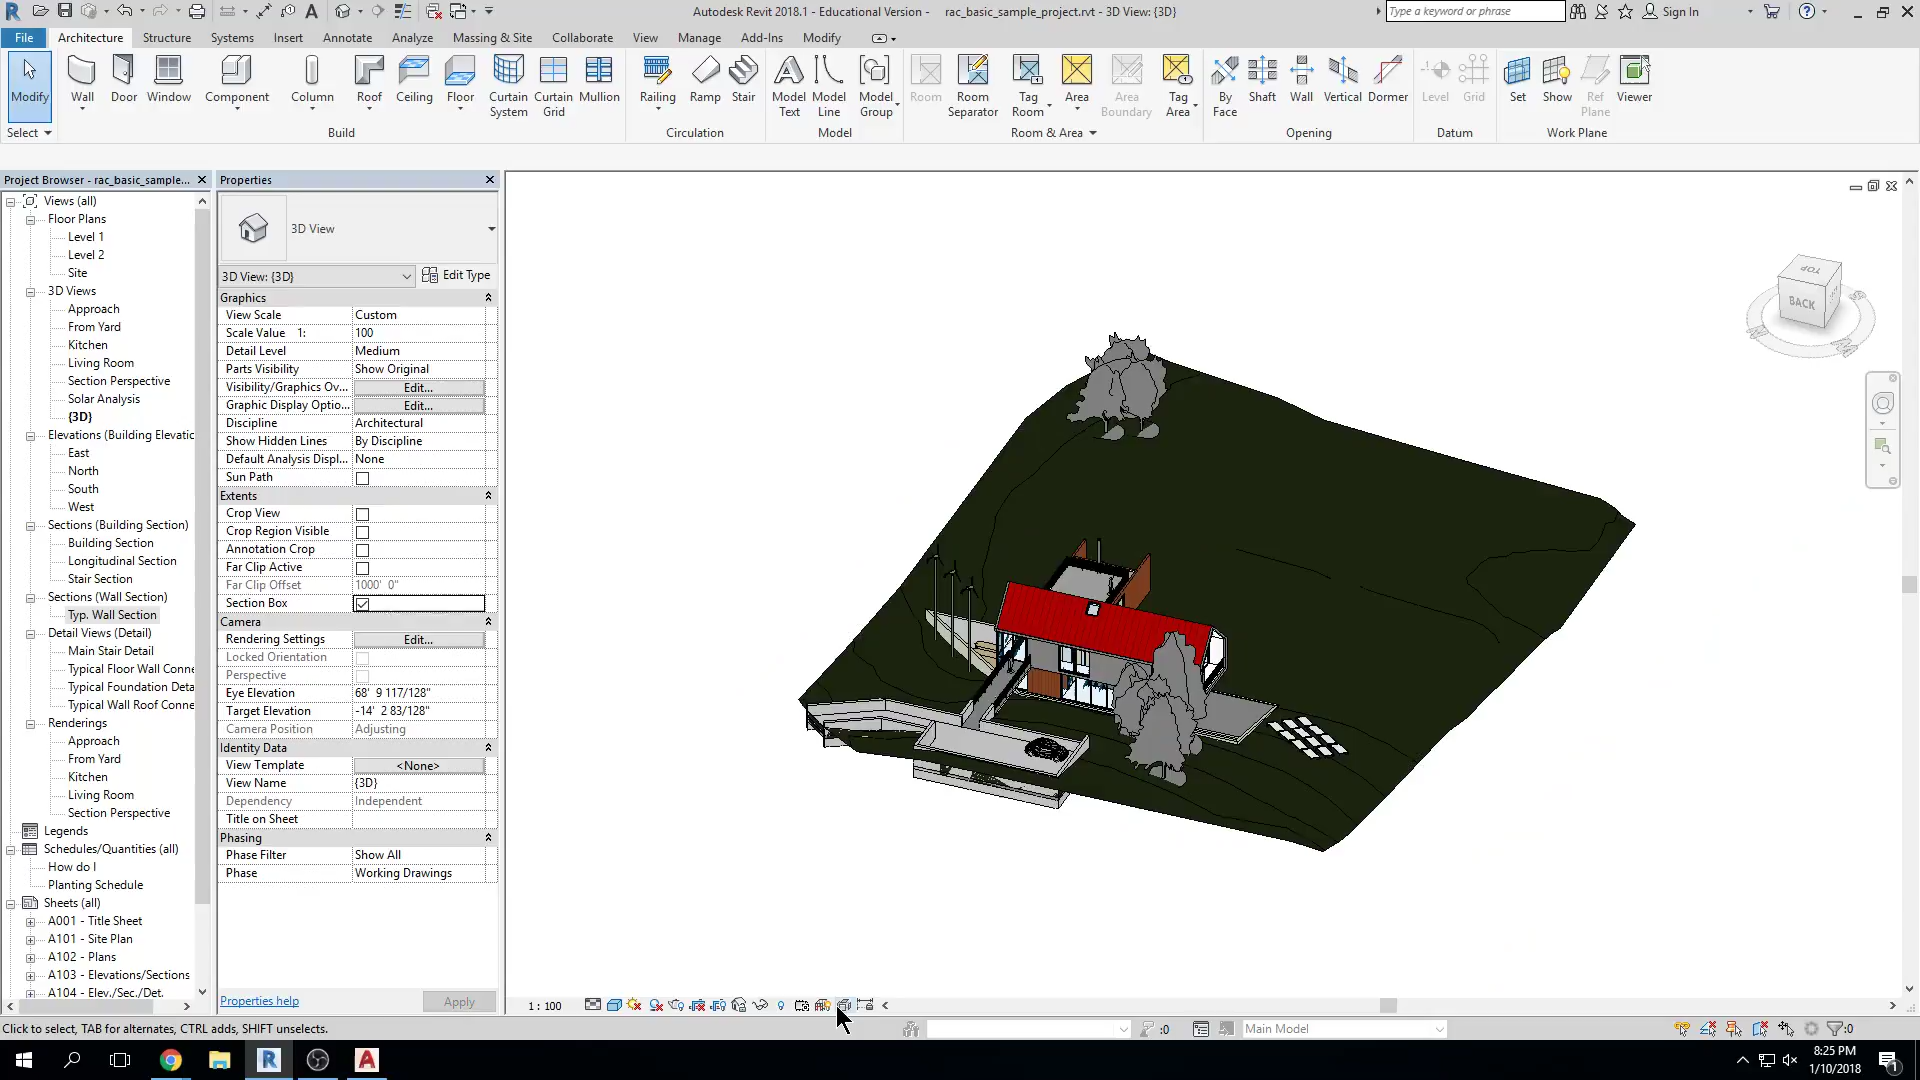 Autodesk Revit 2018.1 - Educational Version -     rac_basic_sample_project.rvt - 3D View: {3D}
Type a keyword or phrase
Sign In
File Architecture Structure Systems Insert Annotate Analyze Massing & Site Collaborate View Manage Add-Ins Modify
Modify Wall Door Window Component Column Roof Ceiling Floor Curtain System Curtain Grid Mullion Railing Ramp Stair Model Text Model Line Model Group Room Room Separator Tag Room Area Area Boundary Tag Area By Face Shaft Wall Vertical Dormer Level Grid Set Show Ref Plane Viewer
Select Build Circulation Model Room & Area Opening Datum Work Plane
Project Browser - rac_basic_sample...
Views (all)
Floor Plans
Level 1
Level 2
Site
3D Views
Approach
From Yard
Kitchen
Living Room
Section Perspective
Solar Analysis
{3D}
Elevations (Building Elevatic
East
North
South
West
Sections (Building Section)
Building Section
Longitudinal Section
Stair Section
Sections (Wall Section)
Typ. Wall Section
Detail Views (Detail)
Main Stair Detail
Typical Floor Wall Conne
Typical Foundation Deta
Typical Wall Roof Conne
Renderings
Approach
From Yard
Kitchen
Living Room
Section Perspective
Legends
Schedules/Quantities (all)
How do I
Planting Schedule
Sheets (all)
A001 - Title Sheet
A101 - Site Plan
A102 - Plans
A103 - Elevations/Sections
A104 - Elev./Sec./Det.
Properties
3D View
3D View: {3D} Edit Type
Graphics
View Scale Custom
Scale Value 1: 100
Detail Level Medium
Parts Visibility Show Original
Visibility/Graphics Ov... Edit...
Graphic Display Optio... Edit...
Discipline Architectural
Show Hidden Lines By Discipline
Default Analysis Displ... None
Sun Path
Extents
Crop View
Crop Region Visible
Annotation Crop
Far Clip Active
Far Clip Offset 1000' 0"
Section Box
Camera
Rendering Settings Edit...
Locked Orientation
Perspective
Eye Elevation 68' 9 117/128"
Target Elevation -14' 2 83/128"
Camera Position Adjusting
Identity Data
View Template <None>
View Name {3D}
Dependency Independent
Title on Sheet
Phasing
Phase Filter Show All
Phase Working Drawings
Properties help Apply
TOP
BACK
1 : 100
Click to select, TAB for alternates, CTRL adds, SHIFT unselects.
:0
Main Model
:0
8:25 PM
1/10/2018
1